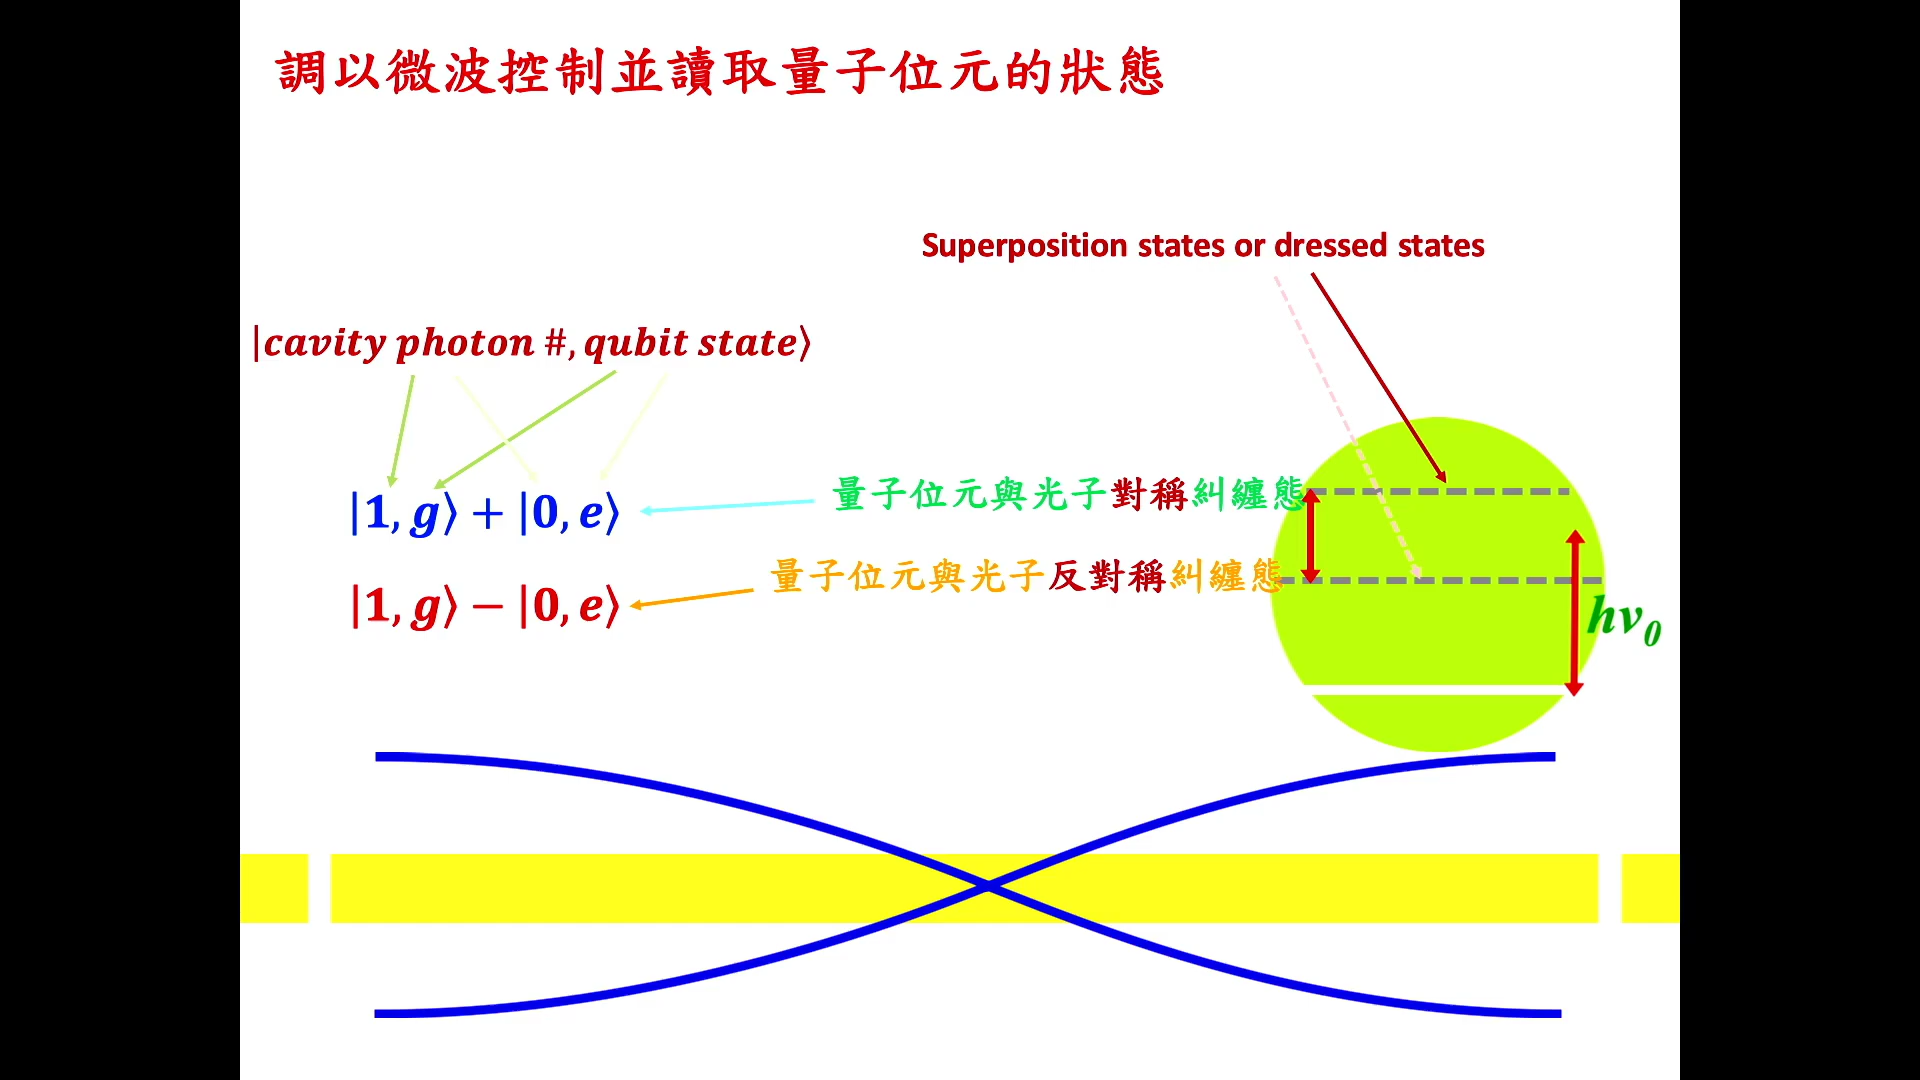 調以微波控制並讀取量子位元的狀態
Superposition states or dressed states
|cavity photon #, qubit state⟩
|1, g⟩ + |0, e⟩
量子位元與光子對稱糾纏態
|1, g⟩ − |0, e⟩
量子位元與光子反對稱糾纏態
hν₀